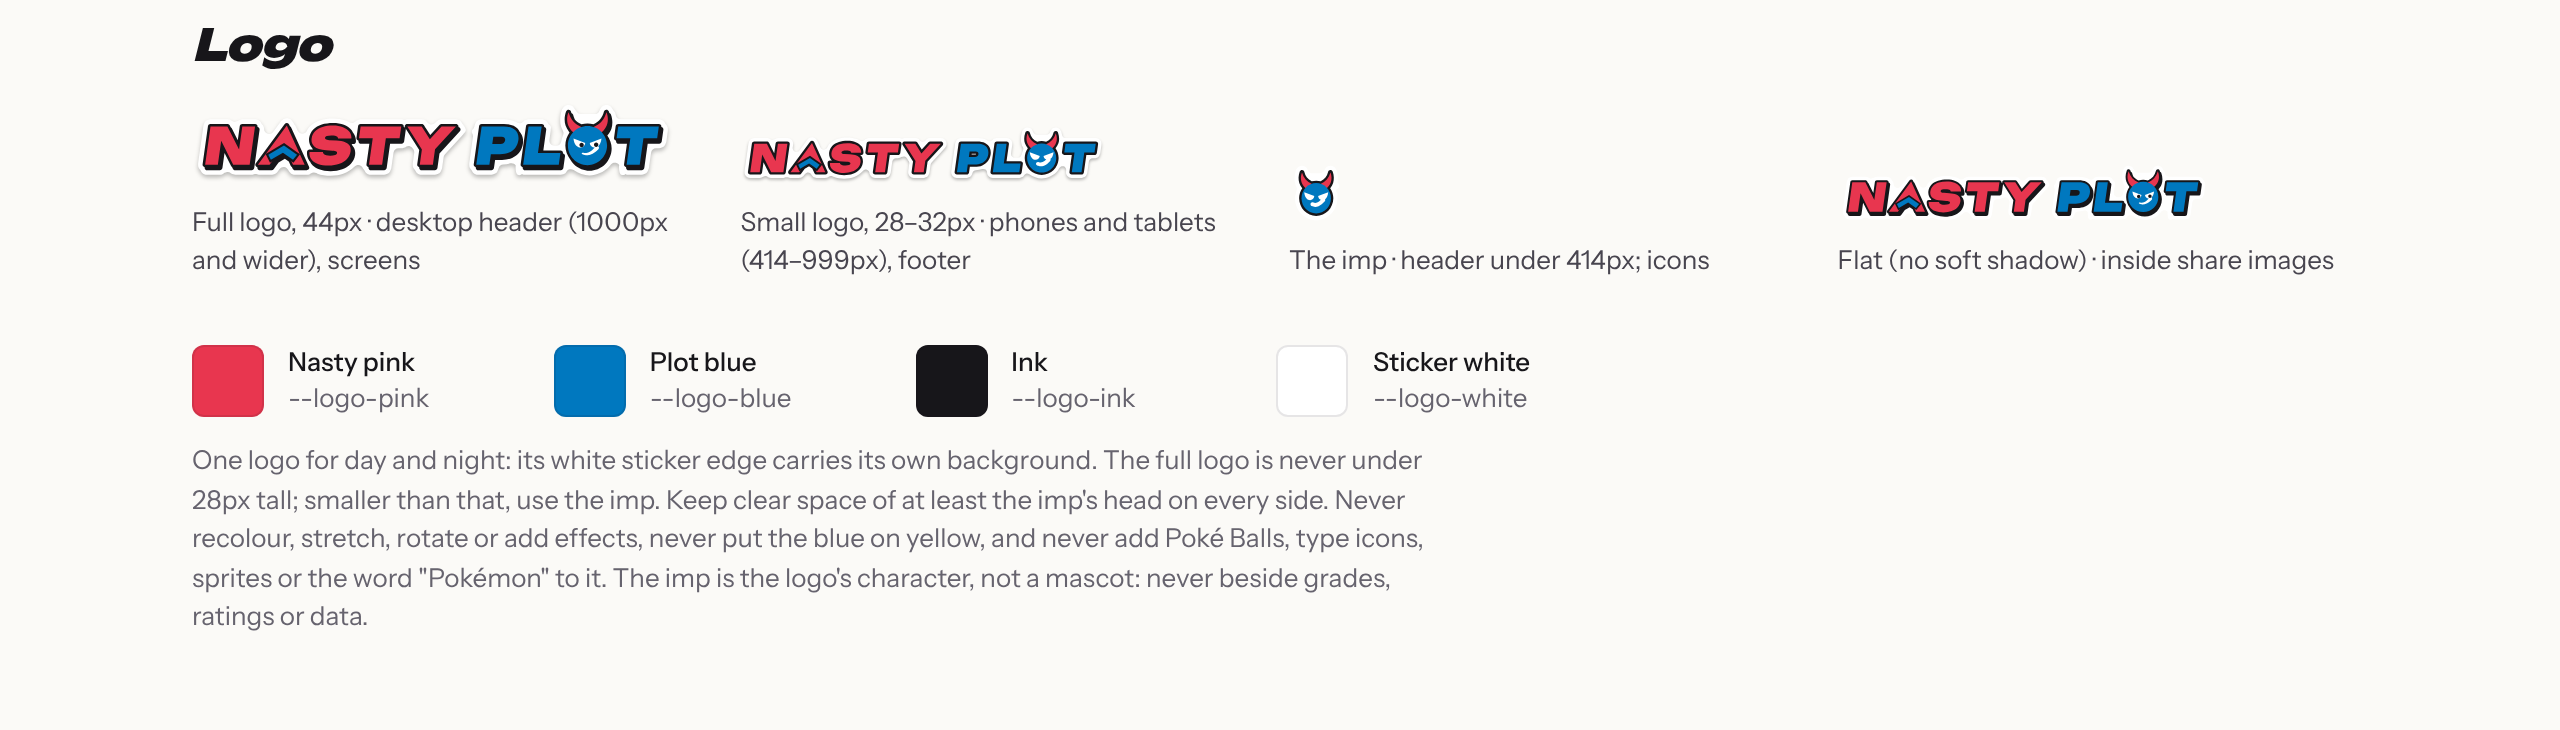 Logo
NASTY PLOT
NASTY PLOT
NASTY PLOT
Full logo, 44px · desktop header (1000px
and wider), screens
Small logo, 28–32px · phones and tablets
(414–999px), footer
The imp · header under 414px; icons
Flat (no soft shadow) · inside share images
Nasty pink
--logo-pink
Plot blue
--logo-blue
Ink
--logo-ink
Sticker white
--logo-white
One logo for day and night: its white sticker edge carries its own background. The full logo is never under
28px tall; smaller than that, use the imp. Keep clear space of at least the imp's head on every side. Never
recolour, stretch, rotate or add effects, never put the blue on yellow, and never add Poké Balls, type icons,
sprites or the word "Pokémon" to it. The imp is the logo's character, not a mascot: never beside grades,
ratings or data.